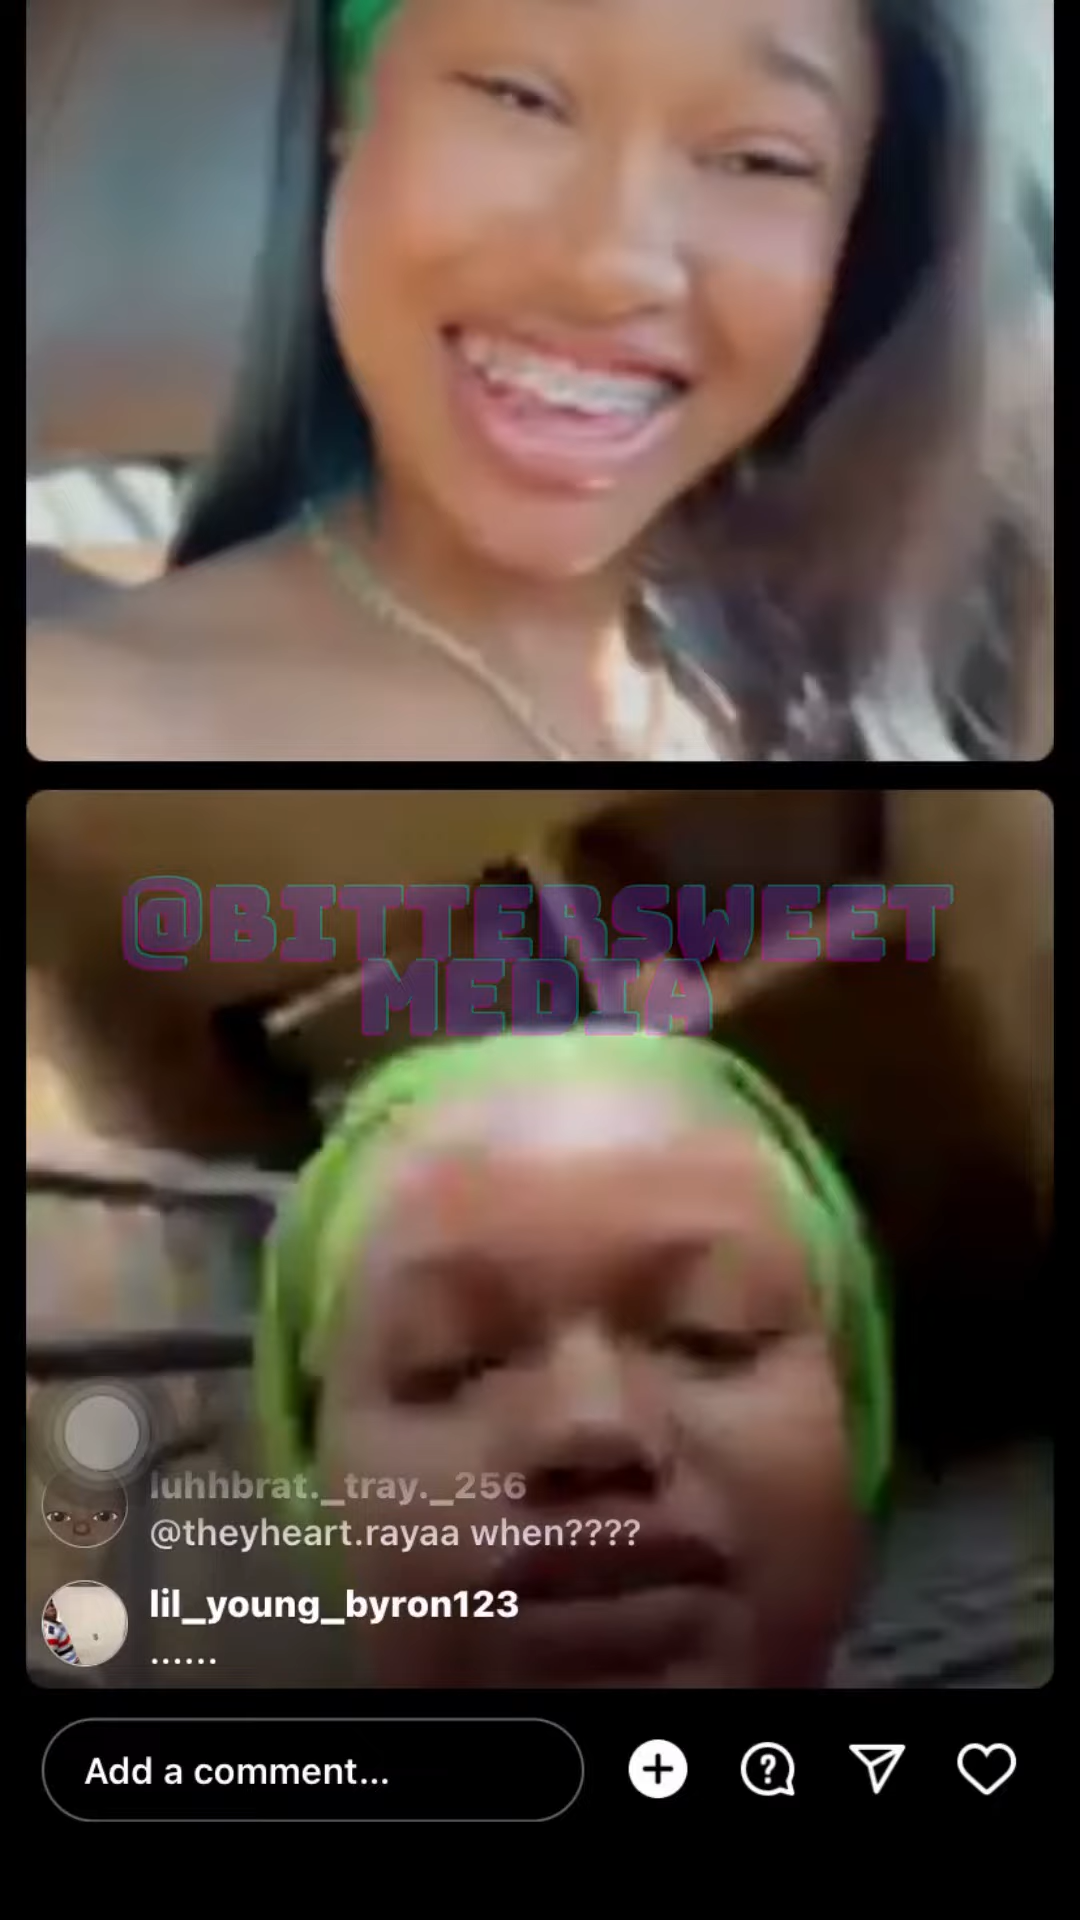 @BITTERSWEET
MEDIA
luhhbrat._tray._256
@theyheart.rayaa when????
lil_young_byron123
......
Add a comment...